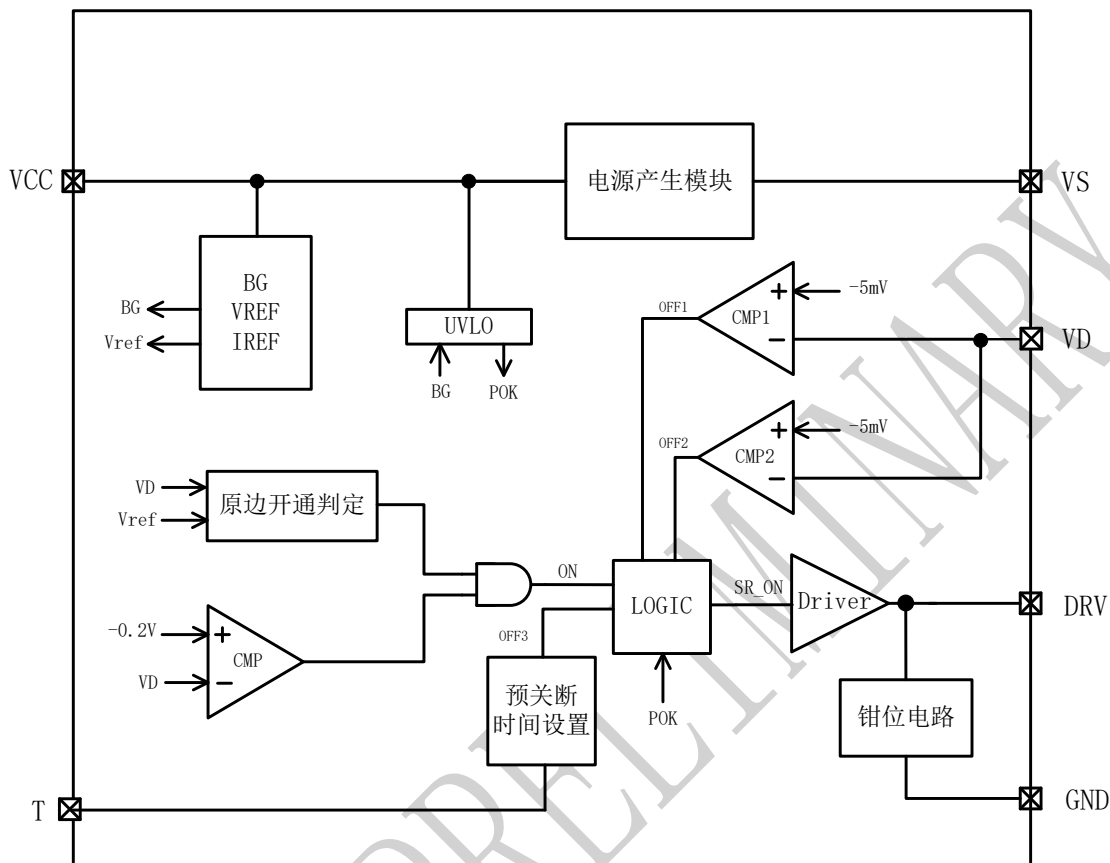 VCC
电源产生模块
VS
BG
VREF
IREF
BG
Vref
UVLO
BG
POK
OFF1
CMP1
+
-5mV
−
VD
OFF2
CMP2
+
-5mV
−
VD
Vref
原边开通判定
ON
LOGIC
SR_ON
Driver
DRV
-0.2V
+
CMP
VD
−
OFF3
预关断
时间设置
POK
钳位电路
T
GND
PRELIMINARY